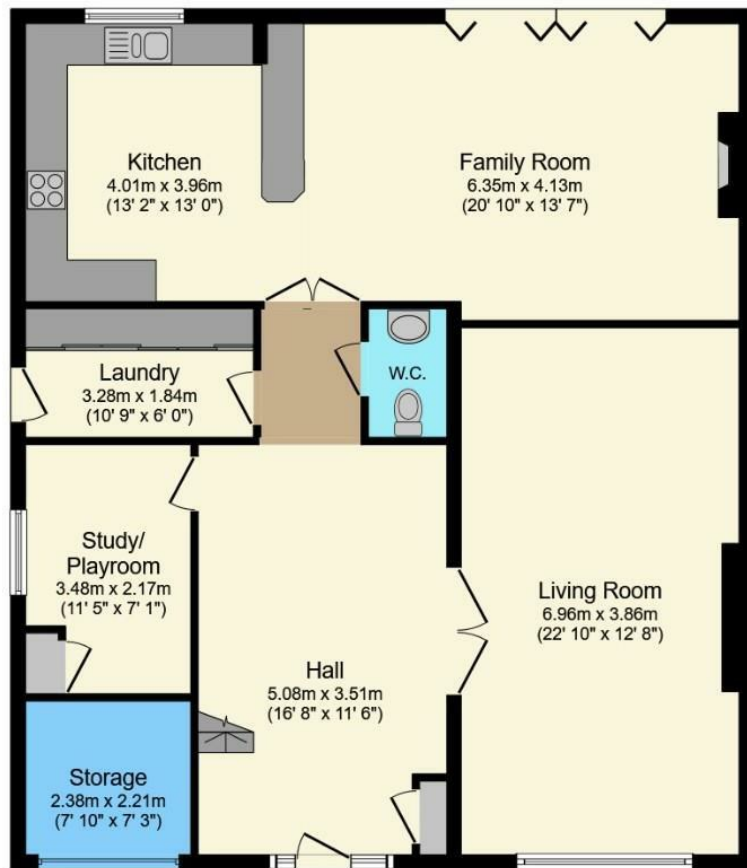 Kitchen
4.01m x 3.96m
(13' 2" x 13' 0")
Family Room
6.35m x 4.13m
(20' 10" x 13' 7")
Laundry
3.28m x 1.84m
(10' 9" x 6' 0")
W.C.
Study/
Playroom
3.48m x 2.17m
(11' 5" x 7' 1")
Living Room
6.96m x 3.86m
(22' 10" x 12' 8")
Hall
5.08m x 3.51m
(16' 8" x 11' 6")
Storage
2.38m x 2.21m
(7' 10" x 7' 3")